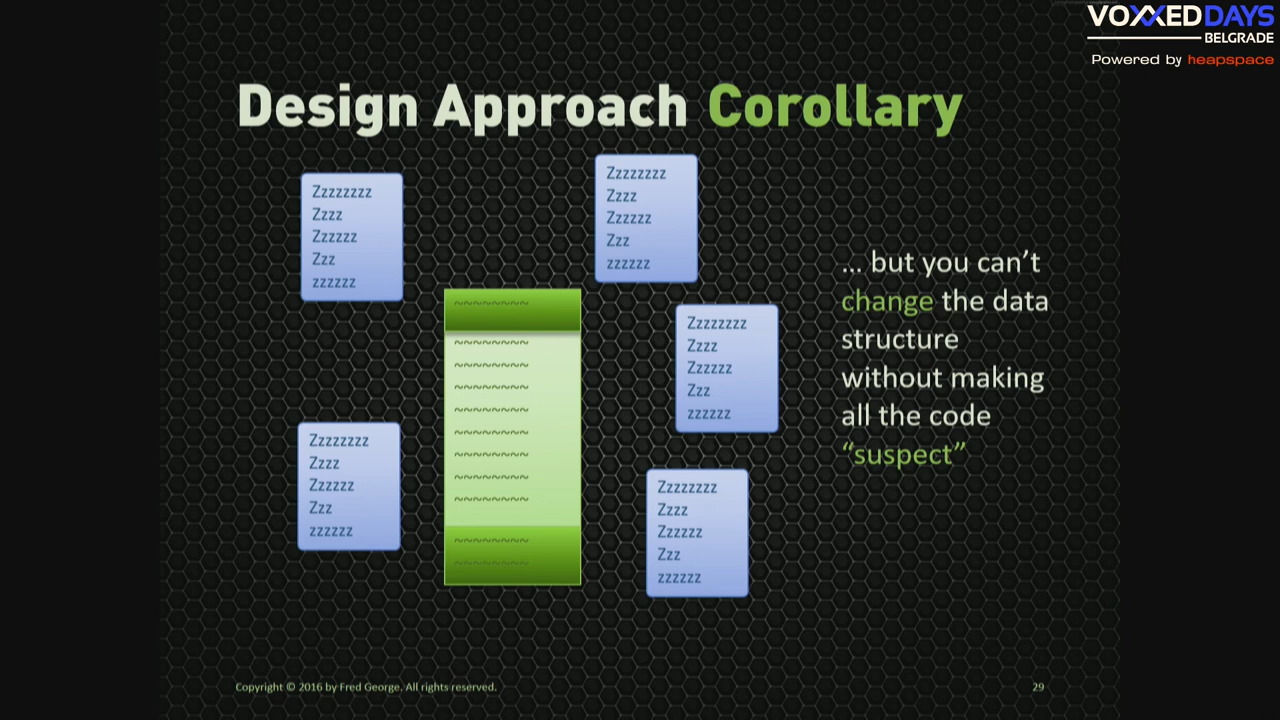 VOXXEDDAYS
BELGRADE
Powered by heapspace
Design Approach Corollary
Zzzzzzzz
Zzzz
Zzzzzz
Zzz
zzzzzz
Zzzzzzzz
Zzzz
Zzzzzz
Zzz
zzzzzz
~~~~~~~~
~~~~~~~~
~~~~~~~~
~~~~~~~~
~~~~~~~~
~~~~~~~~
~~~~~~~~
~~~~~~~~
~~~~~~~~
~~~~~~~~
~~~~~~~~
Zzzzzzzz
Zzzz
Zzzzzz
Zzz
zzzzzz
Zzzzzzzz
Zzzz
Zzzzzz
Zzz
zzzzzz
Zzzzzzzz
Zzzz
Zzzzzz
Zzz
zzzzzz
... but you can’t
change the data
structure
without making
all the code
“suspect”
Copyright © 2016 by Fred George. All rights reserved.
29